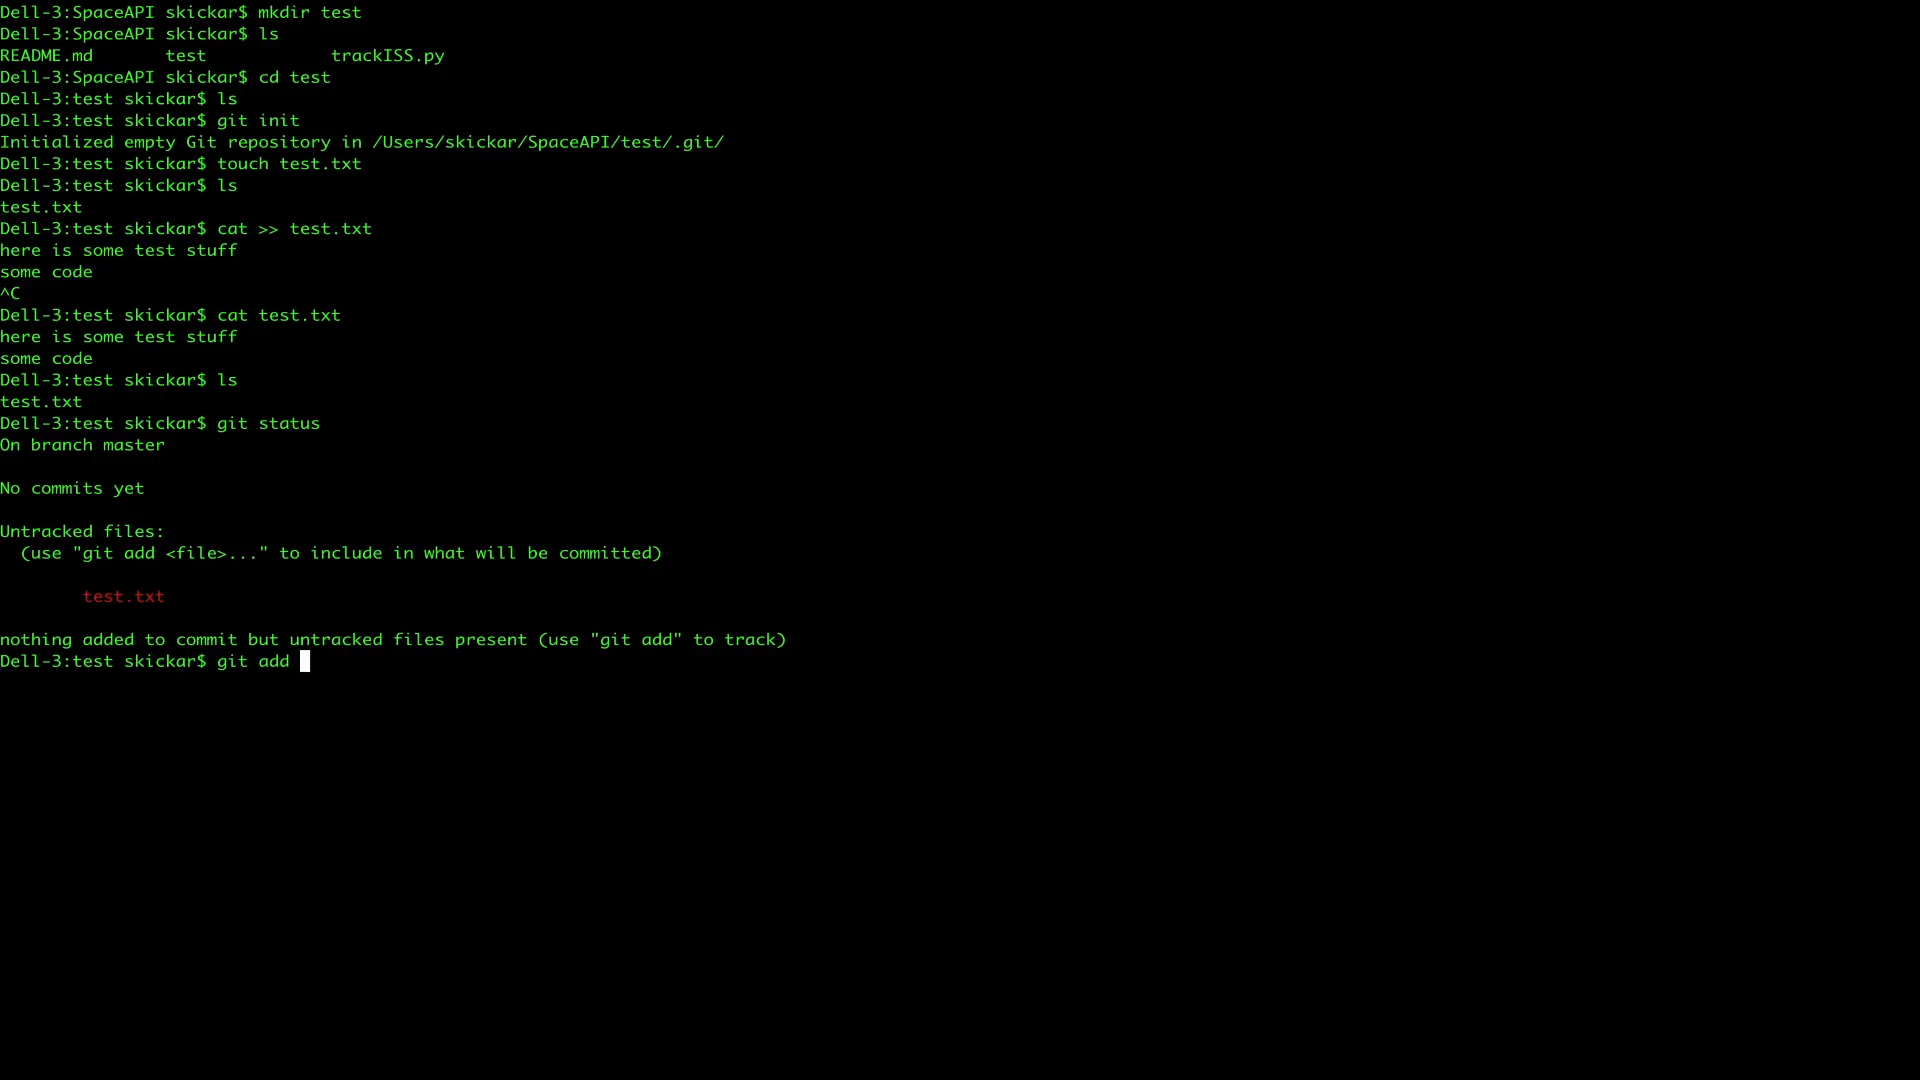 Dell-3:SpaceAPI skickar$ mkdir test
Dell-3:SpaceAPI skickar$ ls
README.md       test            trackISS.py
Dell-3:SpaceAPI skickar$ cd test
Dell-3:test skickar$ ls
Dell-3:test skickar$ git init
Initialized empty Git repository in /Users/skickar/SpaceAPI/test/.git/
Dell-3:test skickar$ touch test.txt
Dell-3:test skickar$ ls
test.txt
Dell-3:test skickar$ cat >> test.txt
here is some test stuff
some code
^C
Dell-3:test skickar$ cat test.txt
here is some test stuff
some code
Dell-3:test skickar$ ls
test.txt
Dell-3:test skickar$ git status
On branch master
No commits yet
Untracked files:
  (use "git add <file>..." to include in what will be committed)
        test.txt
nothing added to commit but untracked files present (use "git add" to track)
Dell-3:test skickar$ git add